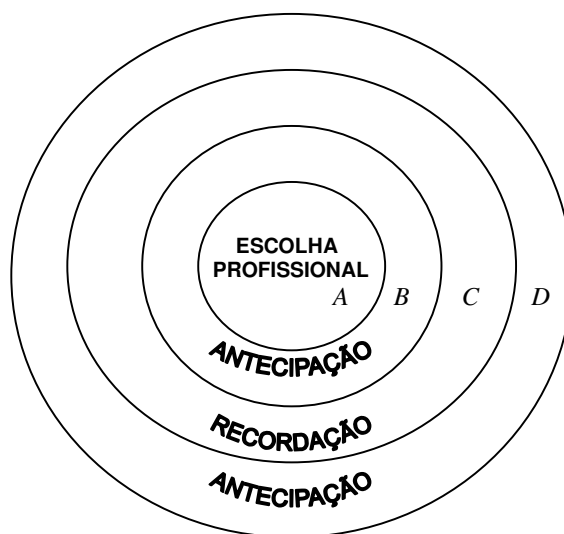 ESCOLHA
PROFISSIONAL
A B C D
ANTECIPAÇÃO
RECORDAÇÃO
ANTECIPAÇÃO